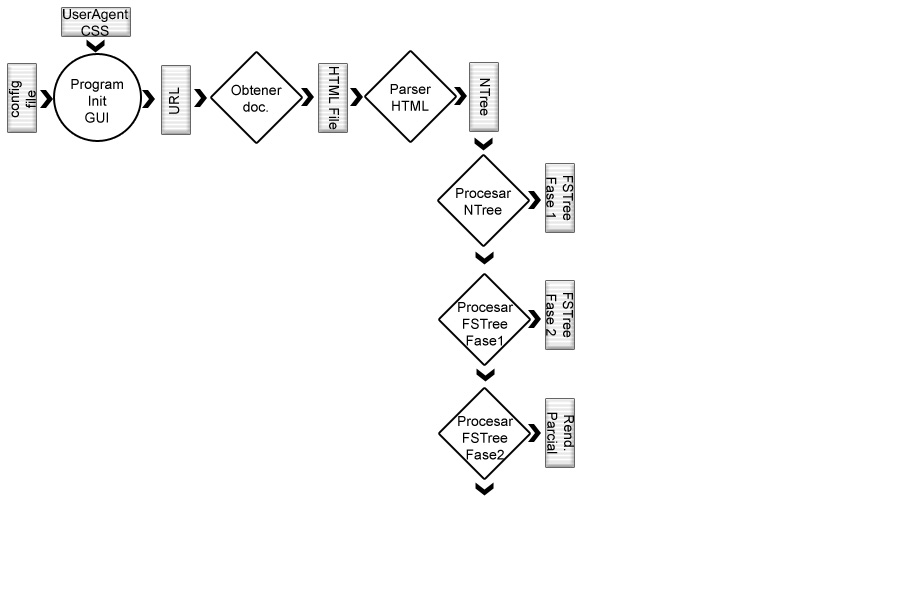 UserAgent
CSS
config
file
Program
Init
GUI
URL
Obtener
doc.
HTML File
Parser
HTML
NTree
Procesar
NTree
FSTree
Fase 1
Procesar
FSTree
Fase1
FSTree
Fase 2
Procesar
FSTree
Fase2
Rend.
Parcial